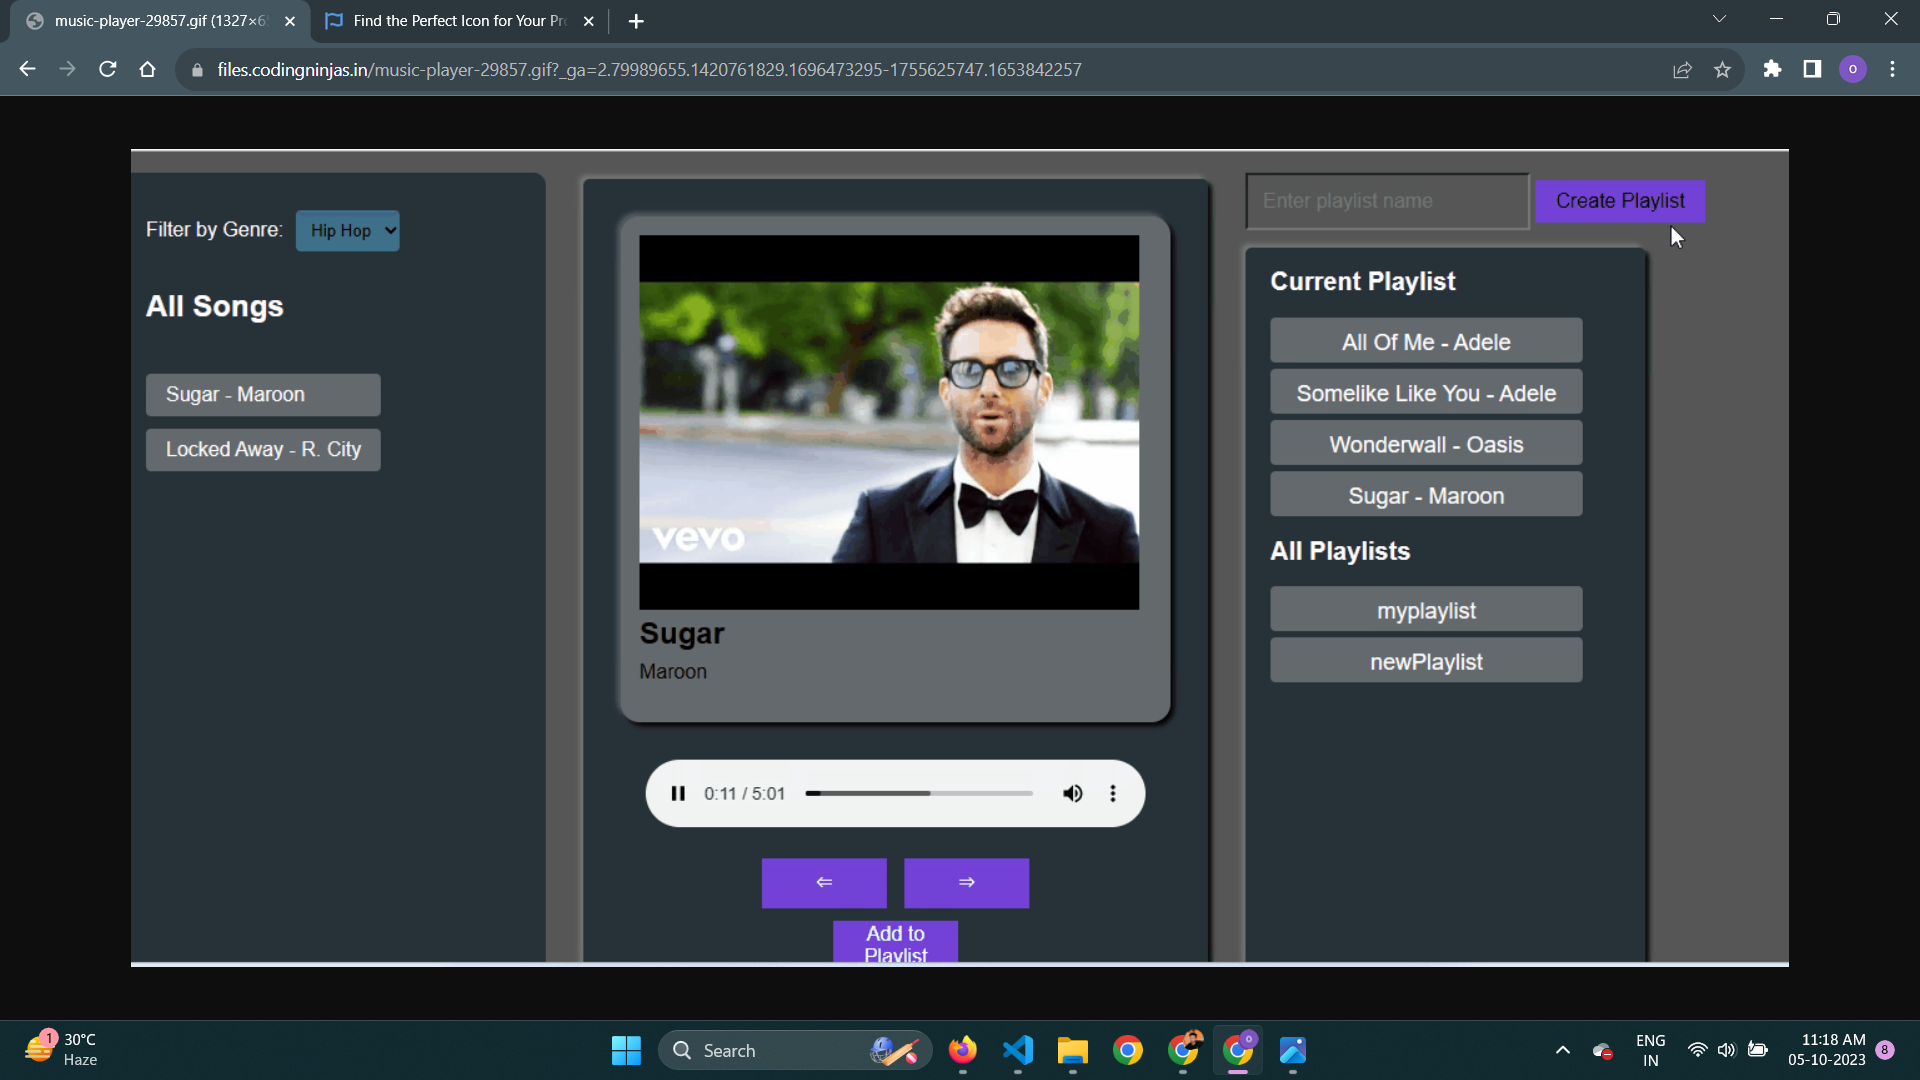 music-player-29857.gif (1327×6
Find the Perfect Icon for Your Pr
files.codingninjas.in/music-player-29857.gif?_ga=2.79989655.1420761829.1696473295-1755625747.1653842257
o
Filter by Genre: Hip Hop
All Songs
Sugar - Maroon
Locked Away - R. City
vevo
Sugar
Maroon
0:11 / 5:01
⇐ ⇒
Add to
Playlist
Enter playlist name
Create Playlist
Current Playlist
All Of Me - Adele
Somelike Like You - Adele
Wonderwall - Oasis
Sugar - Maroon
All Playlists
myplaylist
newPlaylist
1
30°C
Haze
Search
ENG
IN
11:18 AM
05-10-2023
8